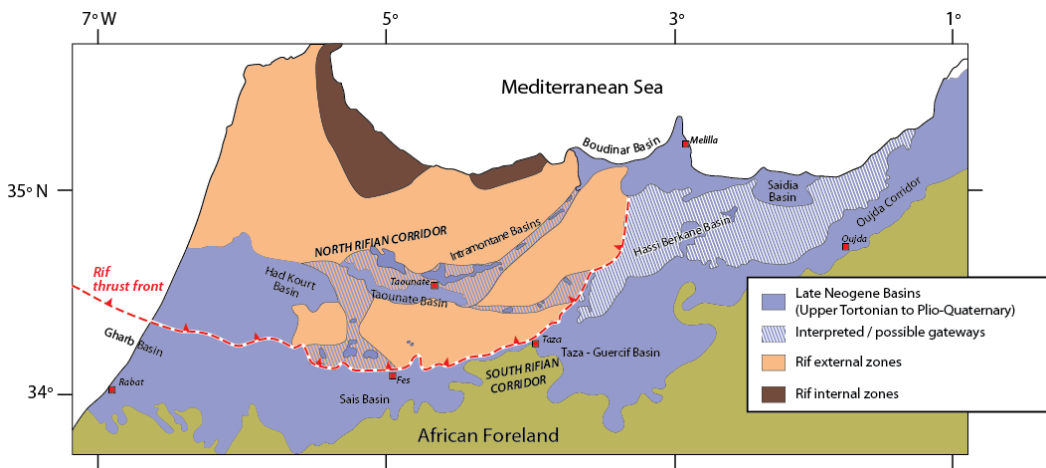 7°W
5°
3°
1°
Mediterranean Sea
Boudinar Basin
Melilla
35°N
Saidia
Basin
Oujda Corridor
Hassi Berkane Basin
Oujda
Intramontane Basins
NORTH RIFIAN CORRIDOR
Had Kourt
Basin
Taounate
Taounate Basin
Rif
thrust front
Gharb Basin
Taza
Taza - Guercif Basin
SOUTH RIFIAN
CORRIDOR
Fes
Rabat
34°
Sais Basin
African Foreland
Late Neogene Basins
(Upper Tortonian to Plio-Quaternary)
Interpreted / possible gateways
Rif external zones
Rif internal zones